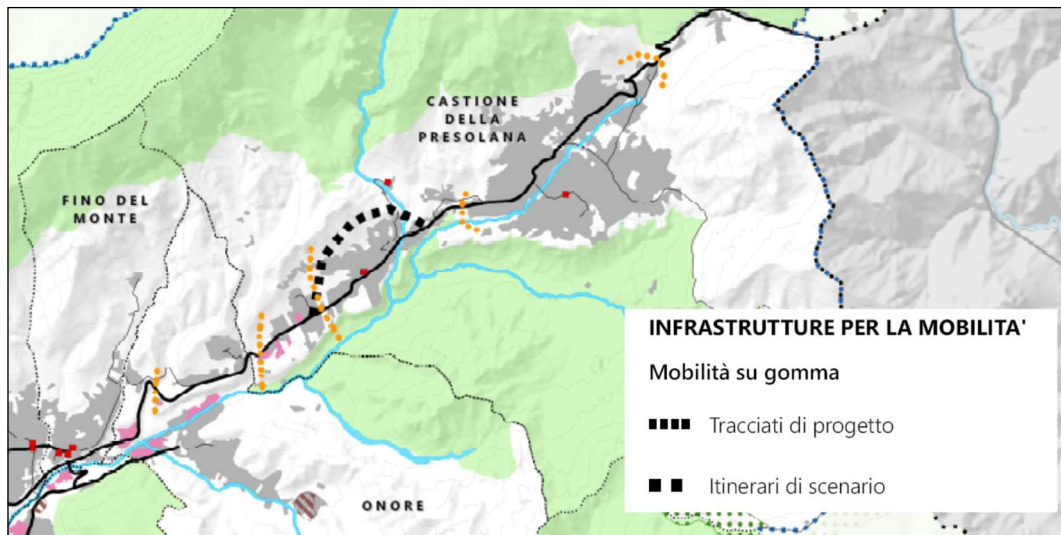 CASTIONE
DELLA
PRESOLANA
FINO DEL
MONTE
ONORE
INFRASTRUTTURE PER LA MOBILITA'
Mobilità su gomma
Tracciati di progetto
Itinerari di scenario